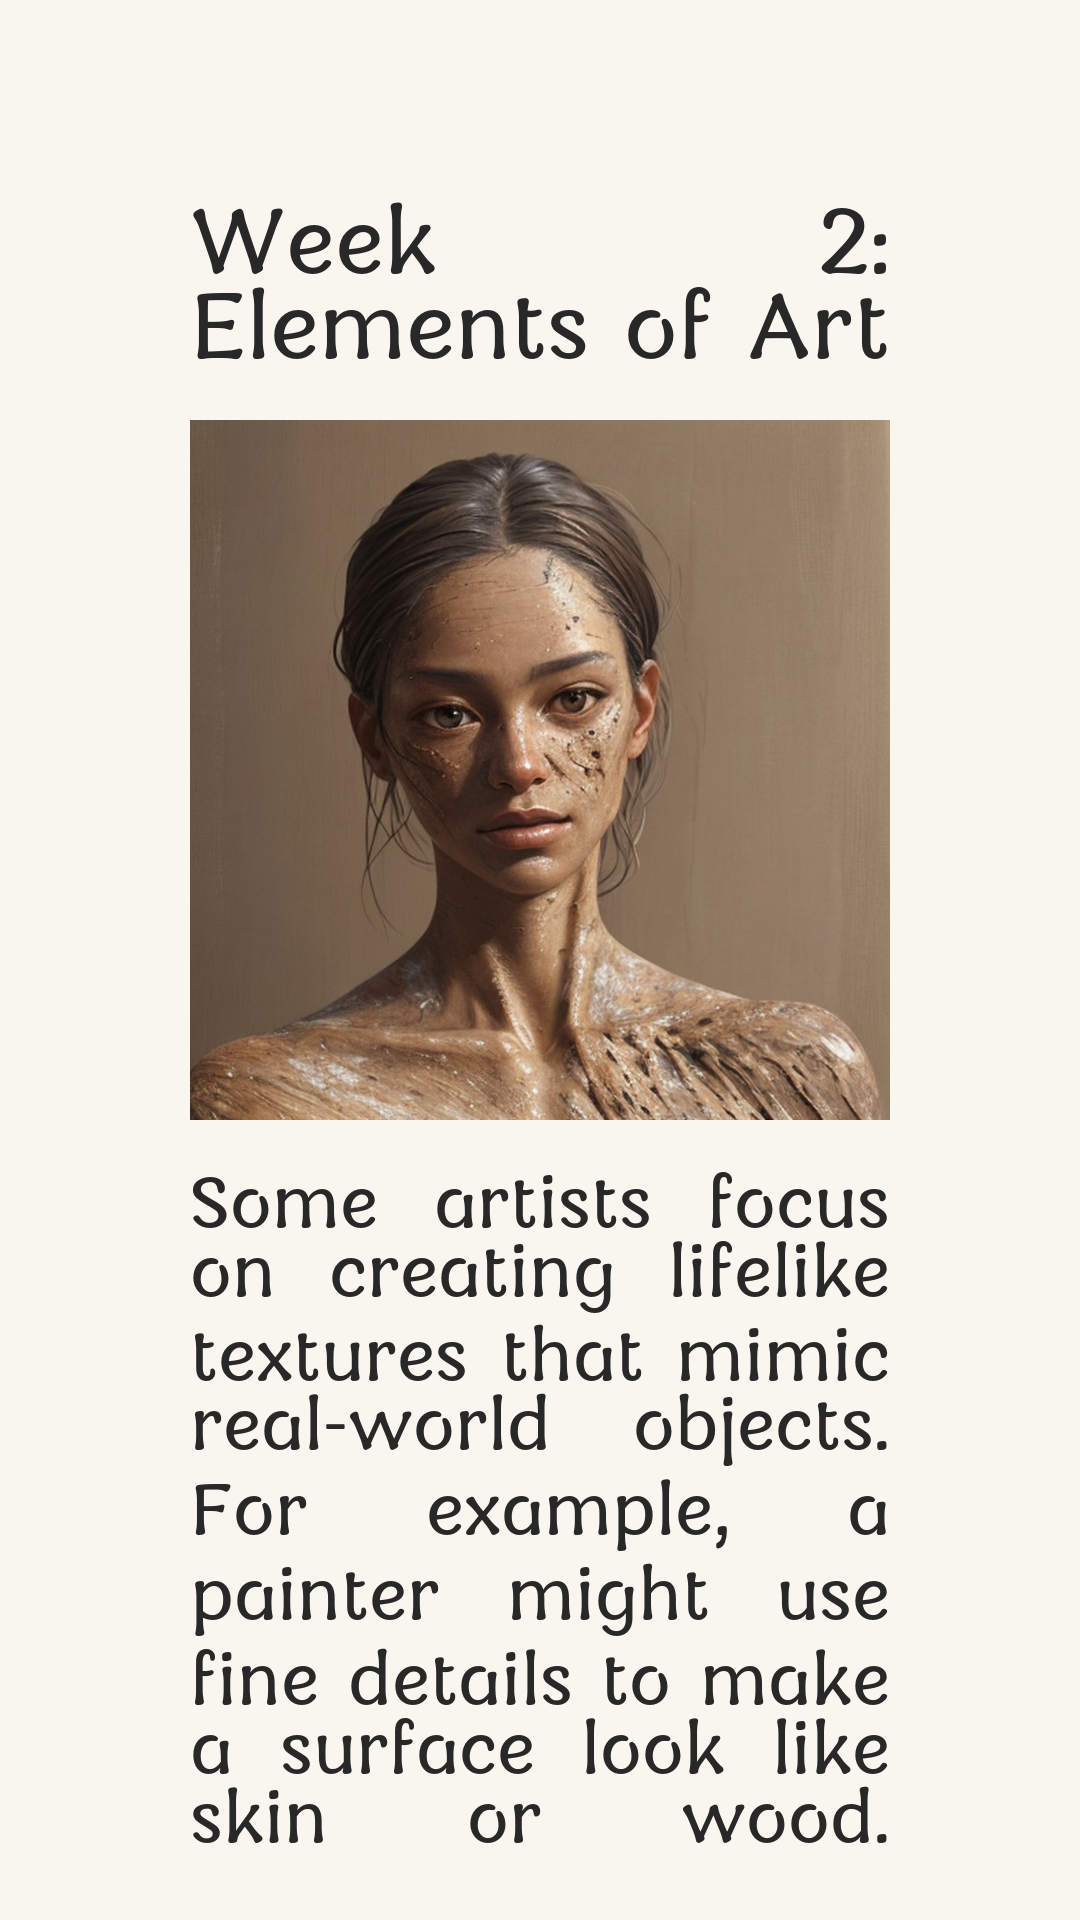 Week 2:
Elements of Art
Some artists focus
on creating lifelike
textures that mimic
real-world objects.
For example, a
painter might use
fine details to make
a surface look like
skin or wood.